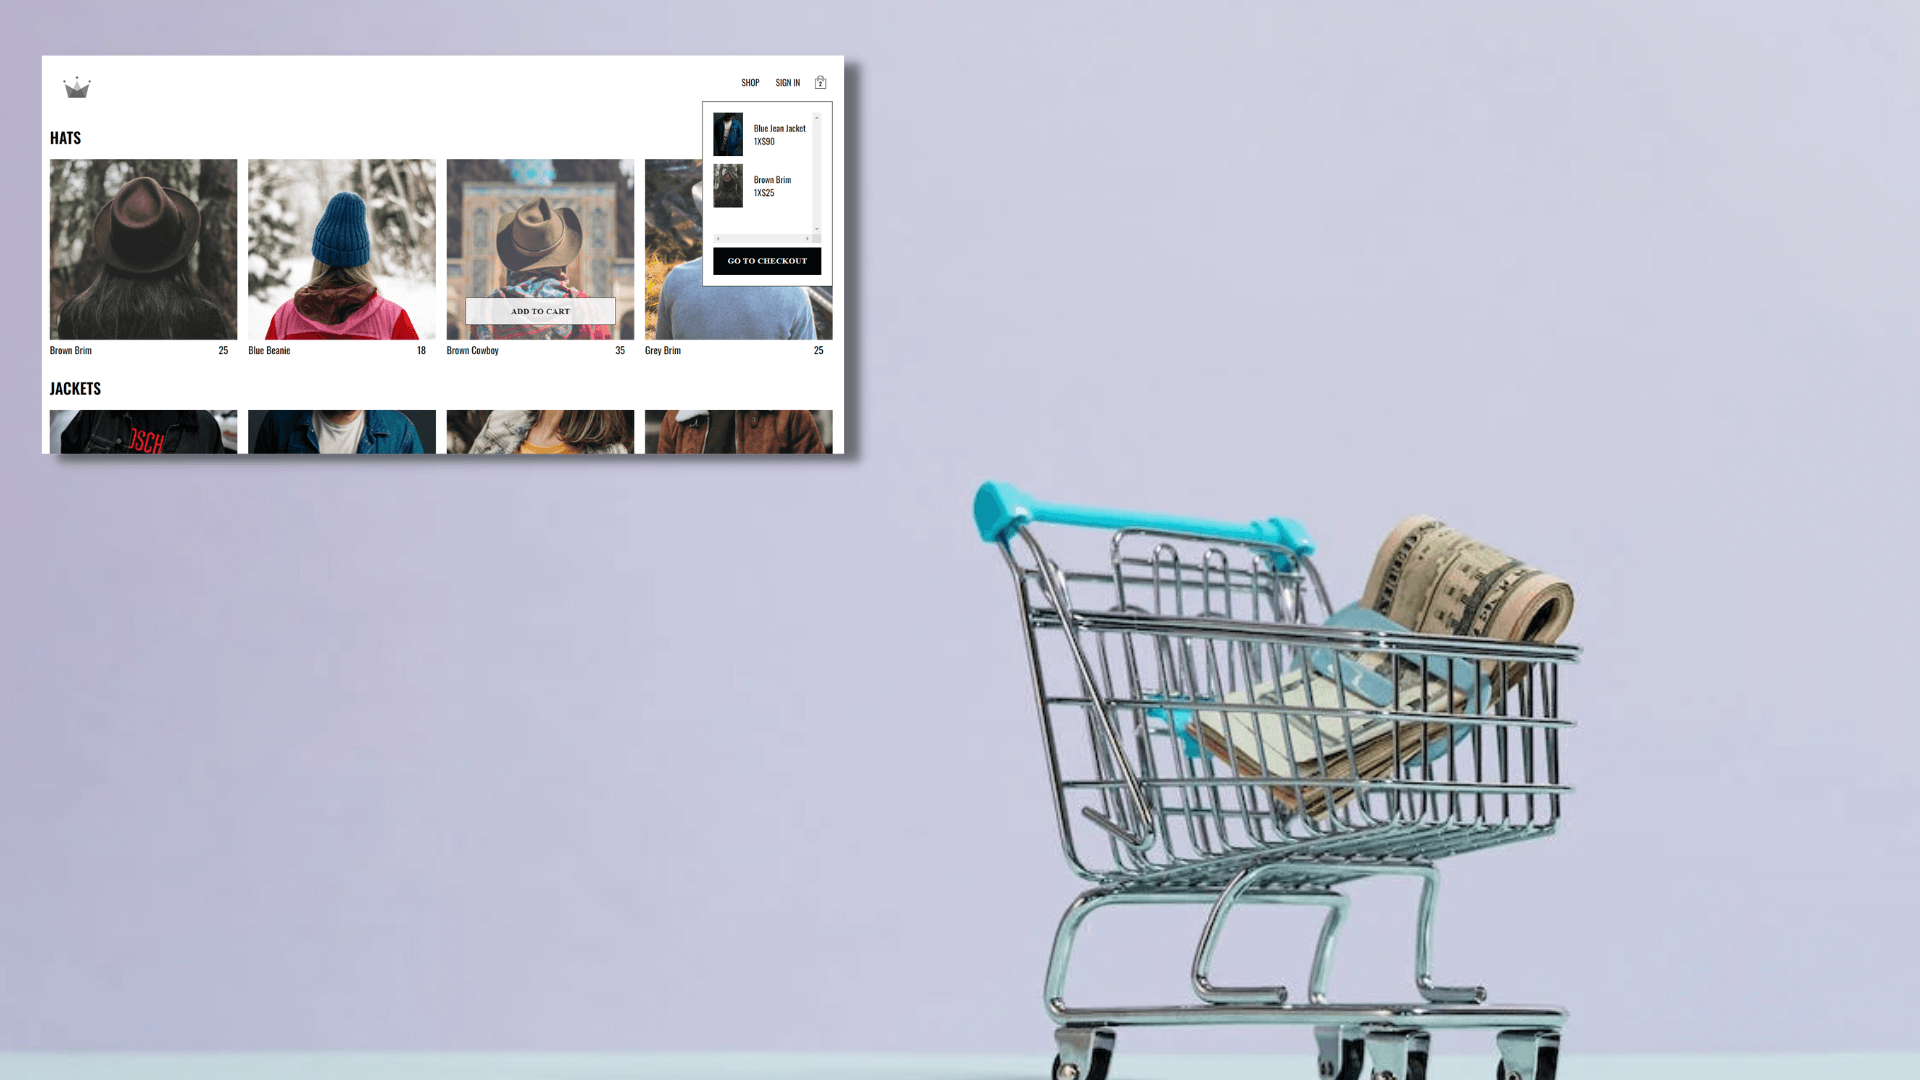 SHOP SIGN IN 2
Blue Jean Jacket
1X$90
Brown Brim
1X$25
GO TO CHECKOUT
HATS
ADD TO CART
Brown Brim 25
Blue Beanie 18
Brown Cowboy 35
Grey Brim 25
JACKETS
OSCH